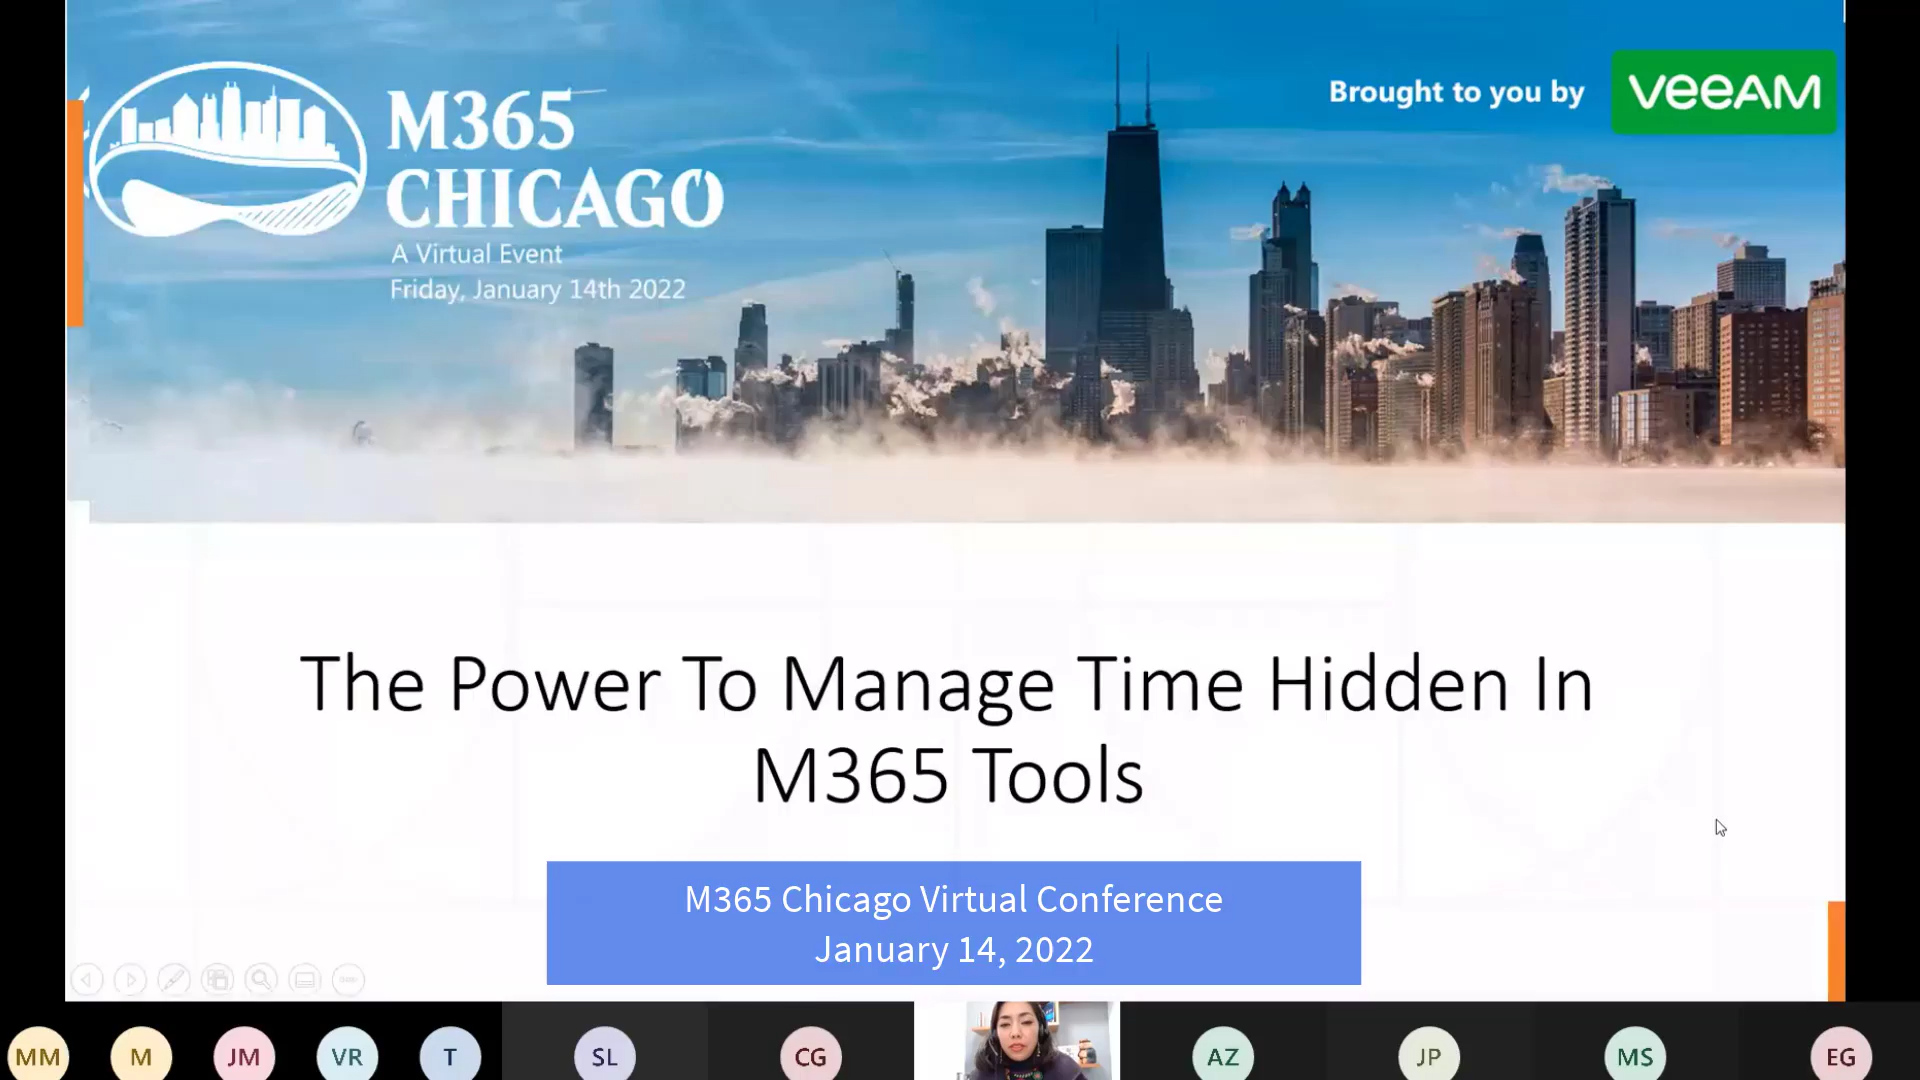 M365
CHICAGO
A Virtual Event
Friday, January 14th 2022
Brought to you by
VEEAM
The Power To Manage Time Hidden In
M365 Tools
M365 Chicago Virtual Conference
January 14, 2022
MM
M
JM
VR
T
SL
CG
AZ
JP
MS
EG